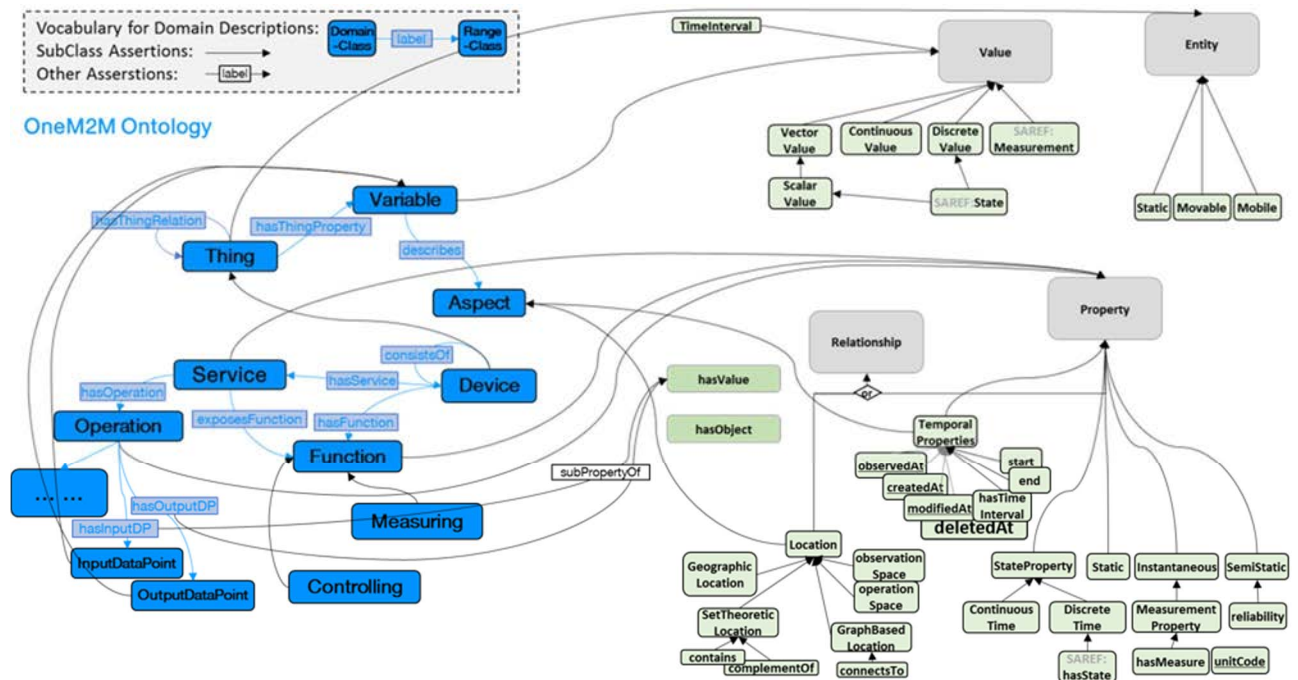 Vocabulary for Domain Descriptions:
Domain
-Class
label
Range
-Class
SubClass Assertions:
Other Asserstions:
label
OneM2M Ontology
TimeInterval
Value
Entity
Vector
Value
Continuous
Value
Discrete
Value
SAREF:
Measurement
Scalar
Value
SAREF:State
Static
Movable
Mobile
Variable
hasThingRelation
hasThingProperty
Thing
describes
Aspect
Property
Relationship
consistsOf
Service
hasService
Device
hasValue
or
hasOperation
exposesFunction
hasFunction
Operation
hasObject
Temporal
Properties
Function
subPropertyOf
observedAt
start
createdAt
end
modifiedAt
hasTime
Interval
deletedAt
... ...
hasOutputDP
hasInputDP
Measuring
InputDataPoint
Controlling
OutputDataPoint
Location
Geographic
Location
observation
Space
operation
Space
StateProperty
Static
Instantaneous
SemiStatic
SetTheoretic
Location
GraphBased
Location
Continuous
Time
Discrete
Time
Measurement
Property
reliability
contains
complementOf
connectsTo
SAREF:
hasState
hasMeasure
unitCode